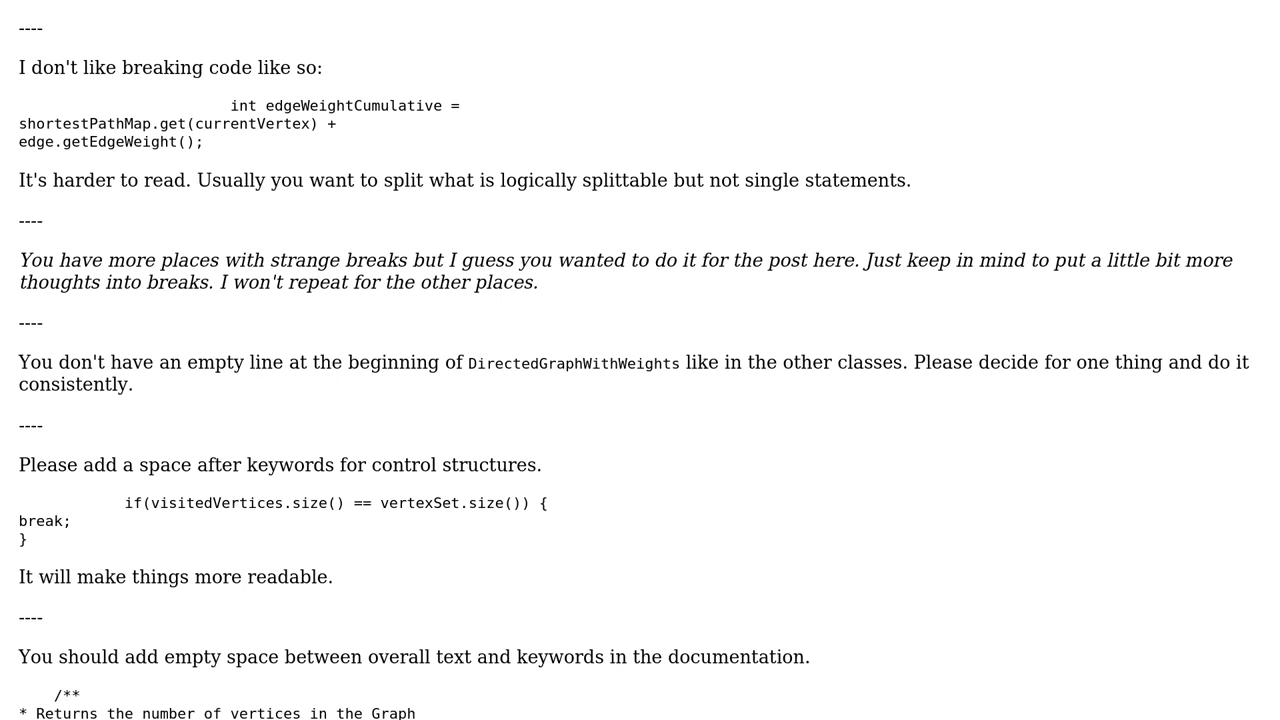 ----
I don't like breaking code like so:
int edgeWeightCumulative =
shortestPathMap.get(currentVertex) +
edge.getEdgeWeight();
It's harder to read. Usually you want to split what is logically splittable but not single statements.
----
You have more places with strange breaks but I guess you wanted to do it for the post here. Just keep in mind to put a little bit more
thoughts into breaks. I won't repeat for the other places.
----
You don't have an empty line at the beginning of DirectedGraphWithWeights like in the other classes. Please decide for one thing and do it
consistently.
----
Please add a space after keywords for control structures.
if(visitedVertices.size() == vertexSet.size()) {
break;
}
It will make things more readable.
----
You should add empty space between overall text and keywords in the documentation.
/**
* Returns the number of vertices in the Graph